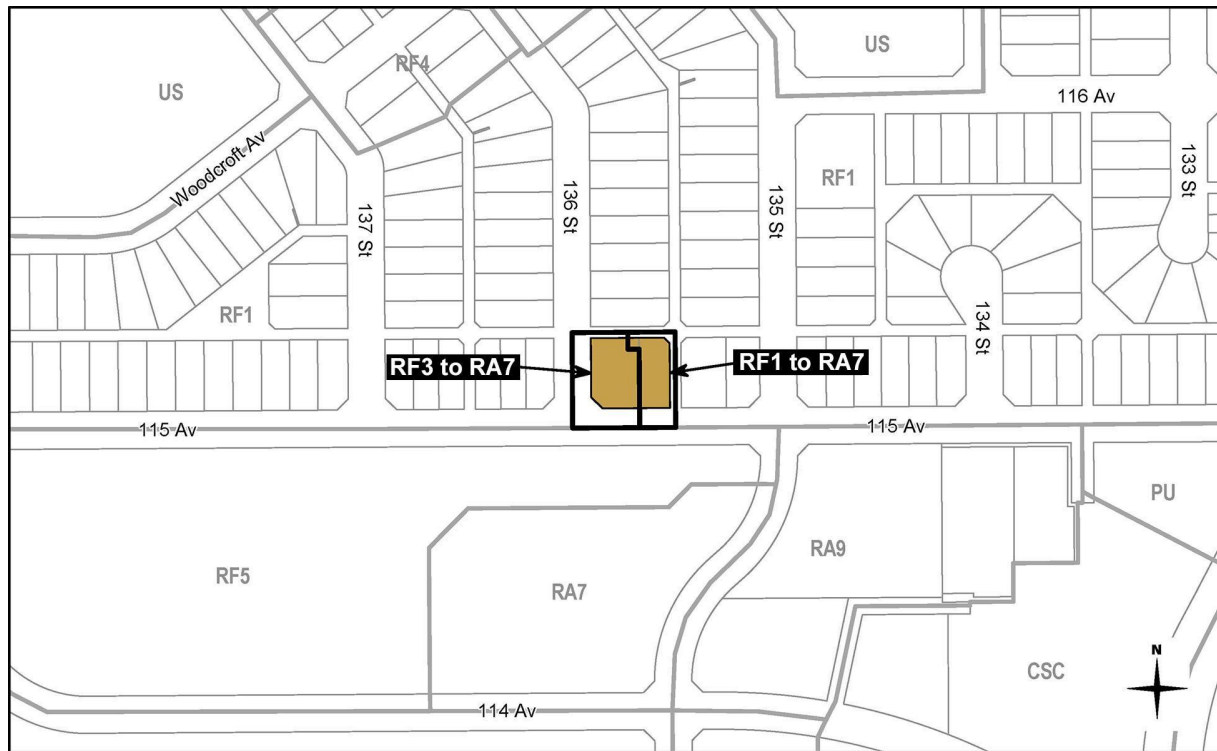 US
RF4
US
116 Av
Woodcroft Av
137 St
136 St
135 St
RF1
133 St
RF1
134 St
RF3 to RA7
RF1 to RA7
115 Av
115 Av
RF5
RA7
RA9
PU
CSC
N
114 Av